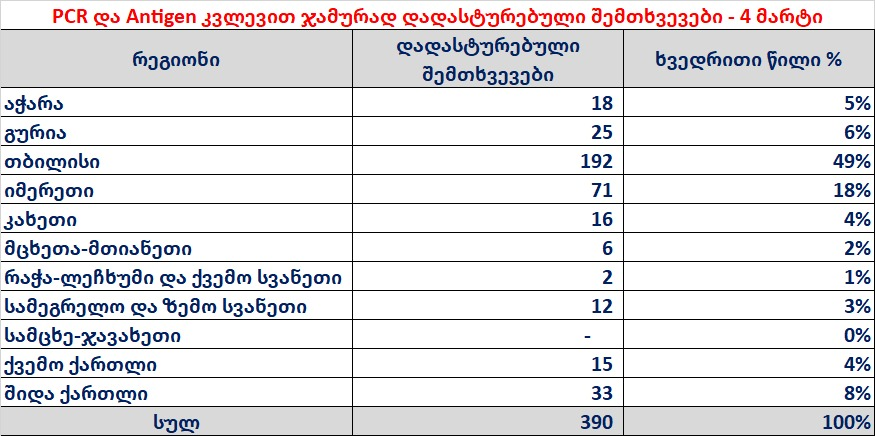 PCR და Antigen კვლევით ჯამურად დადასტურებული შემთხვევები - 4 მარტი
რეგიონი დადასტურებული შემთხვევები ხვედრითი წილი %
აჭარა 18 5%
გურია 25 6%
თბილისი 192 49%
იმერეთი 71 18%
კახეთი 16 4%
მცხეთა-მთიანეთი 6 2%
რაჭა-ლეჩხუმი და ქვემო სვანეთი 2 1%
სამეგრელო და ზემო სვანეთი 12 3%
სამცხე-ჯავახეთი - 0%
ქვემო ქართლი 15 4%
შიდა ქართლი 33 8%
სულ 390 100%